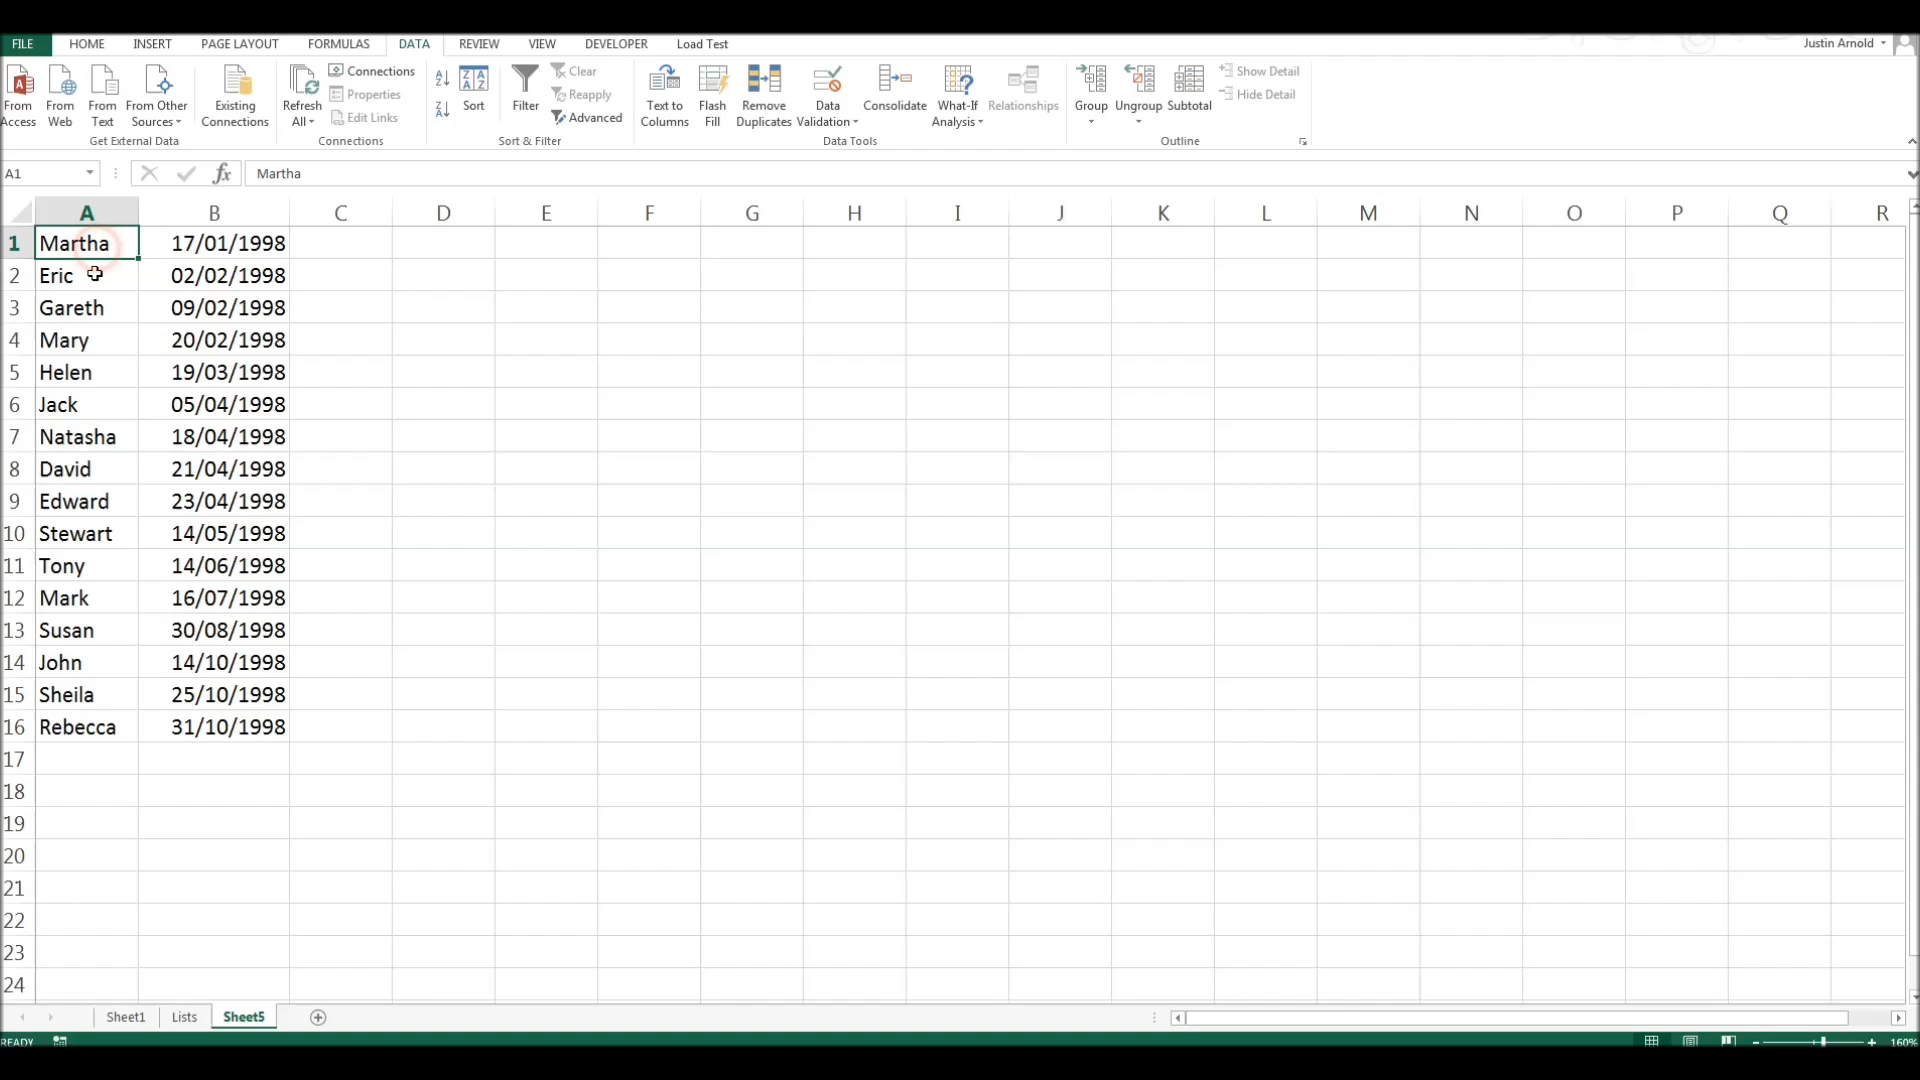 FILE HOME INSERT PAGE LAYOUT FORMULAS DATA REVIEW VIEW DEVELOPER Load Test Justin Arnold
From Access
From Web
From Text
From Other Sources
Get External Data
Existing Connections
Refresh All
Connections
Properties
Edit Links
Connections
Sort
Filter
Clear
Reapply
Advanced
Sort & Filter
Text to Columns
Flash Fill
Remove Duplicates
Data Validation
Consolidate
What-If Analysis
Relationships
Data Tools
Group
Ungroup
Subtotal
Show Detail
Hide Detail
Outline
A1 fx Martha
A B C D E F G H I J K L M N O P Q R
1 Martha 17/01/1998
2 Eric 02/02/1998
3 Gareth 09/02/1998
4 Mary 20/02/1998
5 Helen 19/03/1998
6 Jack 05/04/1998
7 Natasha 18/04/1998
8 David 21/04/1998
9 Edward 23/04/1998
10 Stewart 14/05/1998
11 Tony 14/06/1998
12 Mark 16/07/1998
13 Susan 30/08/1998
14 John 14/10/1998
15 Sheila 25/10/1998
16 Rebecca 31/10/1998
17
18
19
20
21
22
23
24
Sheet1 Lists Sheet5
READY 160%